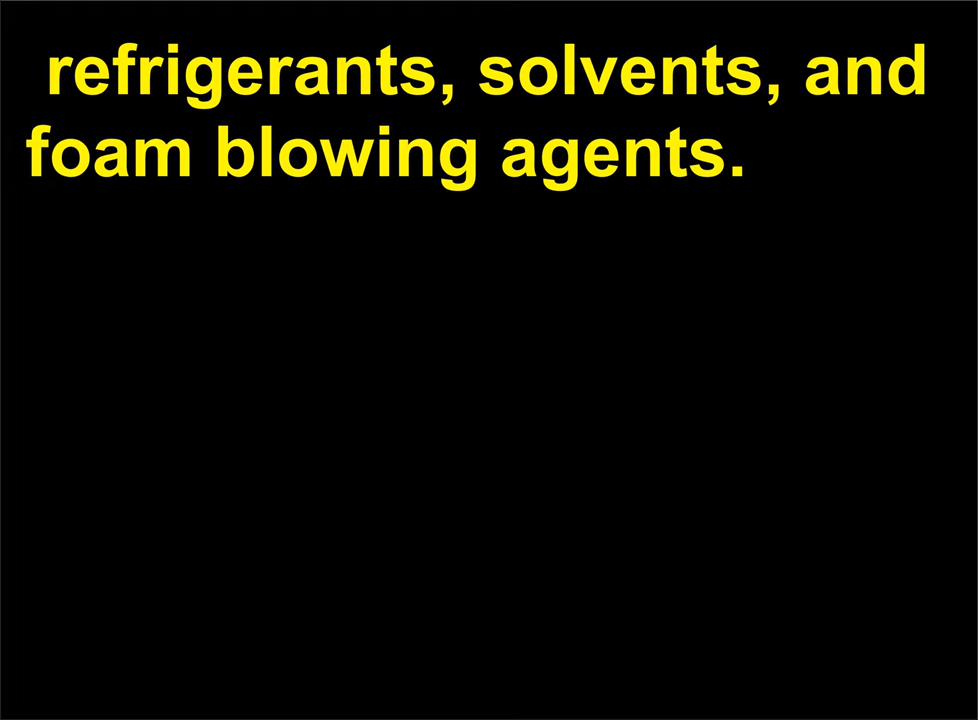 refrigerants, solvents, and
foam blowing agents.